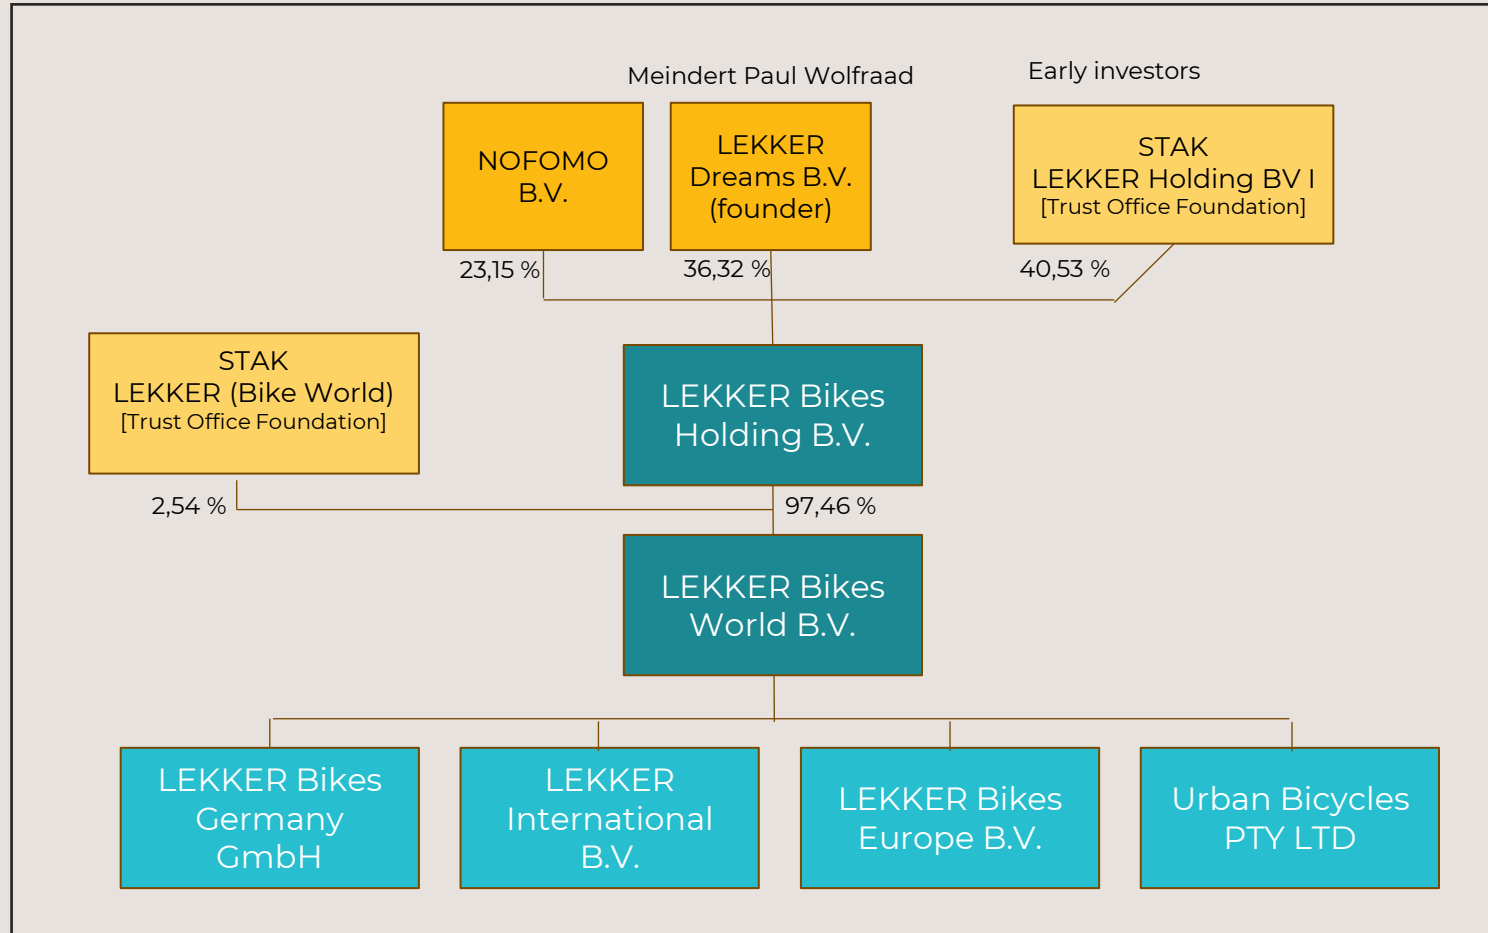 Meindert Paul Wolfraad
Early investors
NOFOMO
B.V.
LEKKER
Dreams B.V.
(founder)
STAK
LEKKER Holding BV I
[Trust Office Foundation]
23,15 %
36,32 %
40,53 %
STAK
LEKKER (Bike World)
[Trust Office Foundation]
LEKKER Bikes
Holding B.V.
2,54 %
97,46 %
LEKKER Bikes
World B.V.
LEKKER Bikes
Germany
GmbH
LEKKER
International
B.V.
LEKKER Bikes
Europe B.V.
Urban Bicycles
PTY LTD